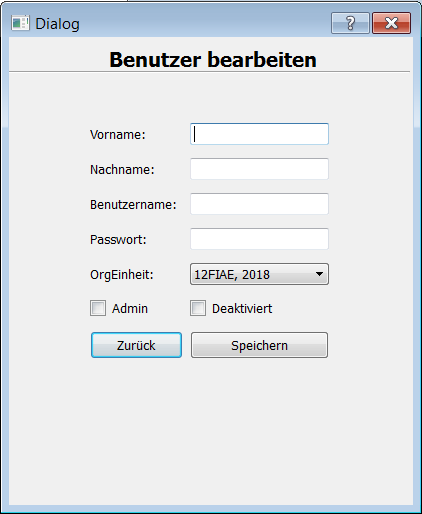 Dialog
?
Benutzer bearbeiten
Vorname:
Nachname:
Benutzername:
Passwort:
OrgEinheit: 12FIAE, 2018
Admin Deaktiviert
Zurück Speichern